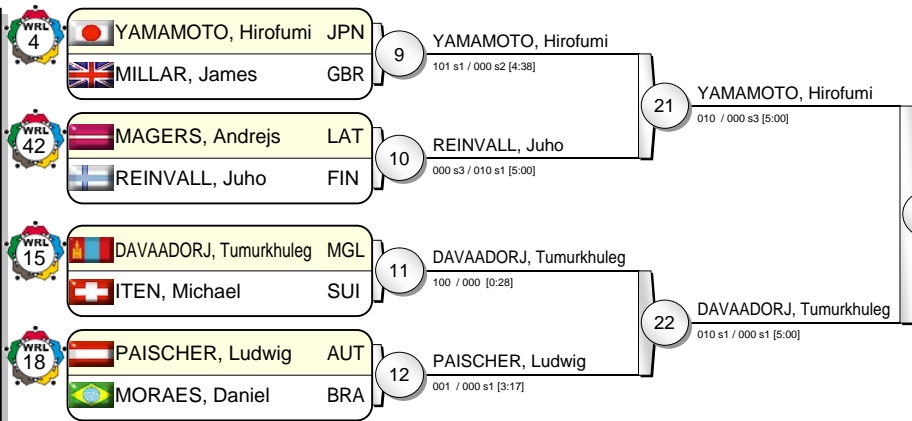 WRL
4
YAMAMOTO, Hirofumi JPN
MILLAR, James GBR
9
YAMAMOTO, Hirofumi
101 s1 / 000 s2 [4:38]
WRL
42
MAGERS, Andrejs LAT
REINVALL, Juho FIN
10
REINVALL, Juho
000 s3 / 010 s1 [5:00]
21
YAMAMOTO, Hirofumi
010 / 000 s3 [5:00]
WRL
15
DAVAADORJ, Tumurkhuleg MGL
ITEN, Michael SUI
11
DAVAADORJ, Tumurkhuleg
100 / 000 [0:28]
WRL
18
PAISCHER, Ludwig AUT
MORAES, Daniel BRA
12
PAISCHER, Ludwig
001 / 000 s1 [3:17]
22
DAVAADORJ, Tumurkhuleg
010 s1 / 000 s1 [5:00]